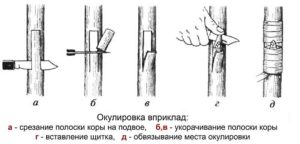 а б в г д
Окулировка вприклад:
а - срезание полоски коры на подвое, б,в - укорачивание полоски коры
г - вставление щитка, д - обвязывание места окулировки